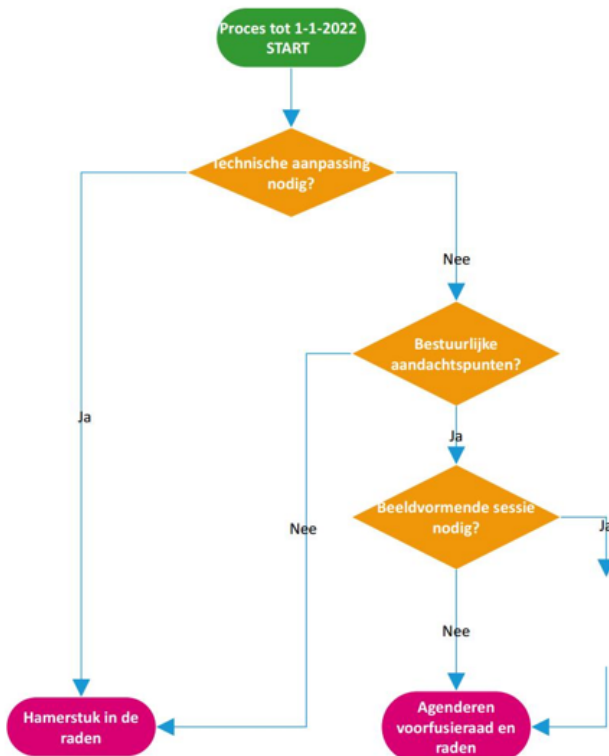 Proces tot 1-1-2022
START
Technische aanpassing
nodig?
Nee
Bestuurlijke
aandachtspunten?
Ja
Ja
Beeldvormende sessie
nodig?
Nee
Ja
Nee
Hamerstuk in de
raden
Agenderen
voorfusieraad en
raden